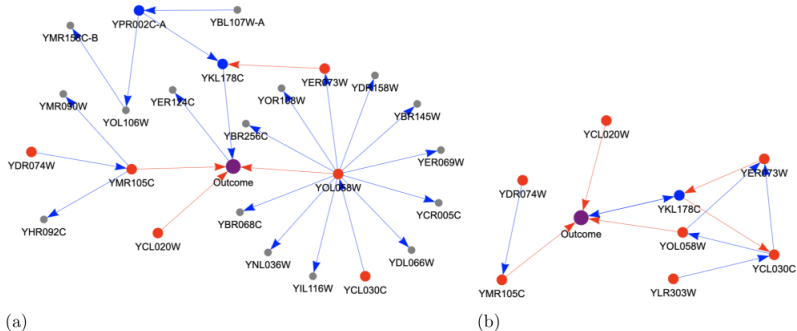 YPR002C-A
YBL107W-A
YMR158C-B
YKL178C
YER073W
YMR090W
YER124C
YOR108W
YDR158W
YOL106W
YBR145W
YBR256C
YER069W
YDR074W
YMR105C
Outcome
YOL058W
YCR005C
YHR092C
YCL020W
YBR068C
YNL036W
YIL116W
YCL030C
YDL066W
(a)
YCL020W
YER073W
YDR074W
YKL178C
Outcome
YOL058W
YCL030C
YMR105C
YLR303W
(b)